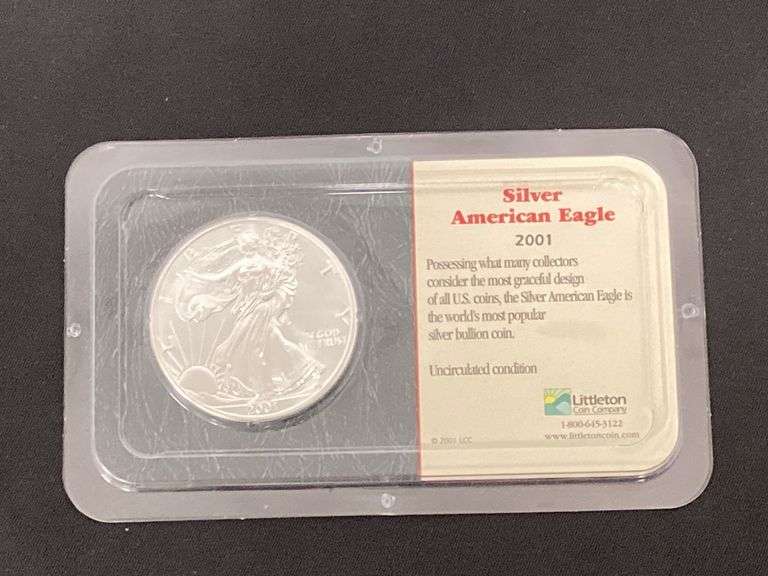 LIBERTY
IN GOD
WE TRUST
2001
Silver
American Eagle
2001
Possessing what many collectors
consider the most graceful design
of all U.S. coins, the Silver American Eagle is
the world's most popular
silver bullion coin.
Uncirculated condition
Littleton
Coin Company
1-800-645-3122
www.littletoncoin.com
© 2001 LCC